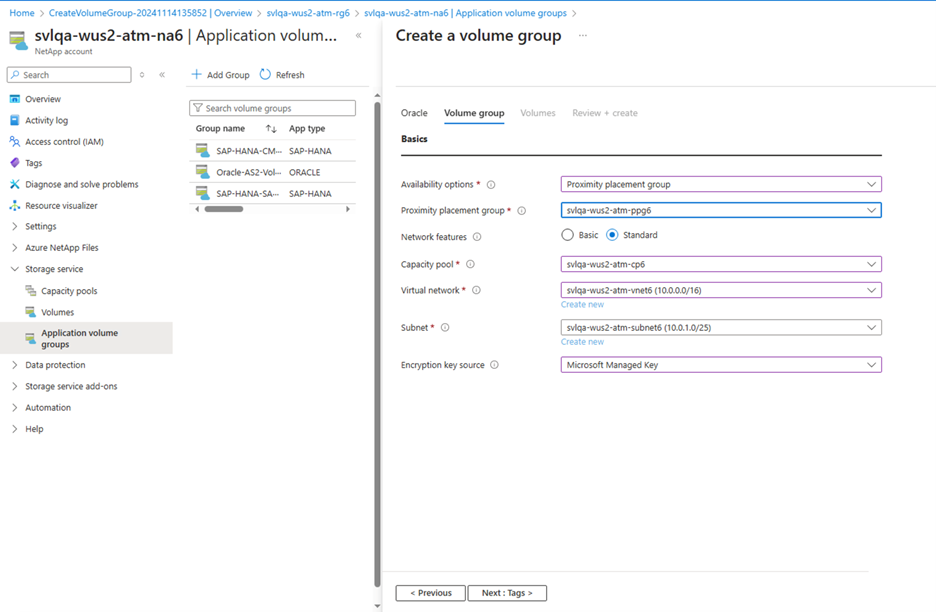 Home > CreateVolumeGroup-20241114135852 | Overview > svlqa-wus2-atm-rg6 > svlqa-wus2-atm-na6 | Application volume groups >
svlqa-wus2-atm-na6 | Application volum... «
NetApp account
Search
«
Overview
Activity log
Access control (IAM)
Tags
Diagnose and solve problems
Resource visualizer
Settings
Azure NetApp Files
Storage service
Capacity pools
Volumes
Application volume
groups
Data protection
Storage service add-ons
Automation
Help
+ Add Group Refresh
Search volume groups
Group name ↑↓ App type
SAP-HANA-CM... SAP-HANA
Oracle-AS2-Vol... ORACLE
SAP-HANA-SA... SAP-HANA
Create a volume group ...
Oracle Volume group Volumes Review + create
Basics
Availability options * Proximity placement group
Proximity placement group * svlqa-wus2-atm-ppg6
Network features Basic Standard
Capacity pool * svlqa-wus2-atm-cp6
Virtual network * svlqa-wus2-atm-vnet6 (10.0.0.0/16)
Create new
Subnet * svlqa-wus2-atm-subnet6 (10.0.1.0/25)
Create new
Encryption key source Microsoft Managed Key
< Previous Next : Tags >